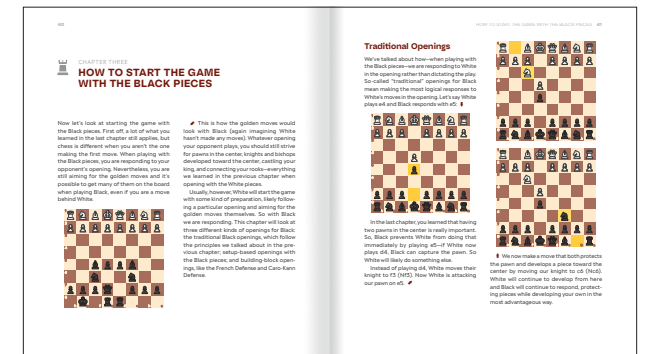 60
CHAPTER THREE
HOW TO START THE GAME
WITH THE BLACK PIECES
Now let's look at starting the game with
the Black pieces. First off, a lot of what you
learned in the last chapter still applies, but
chess is different when you aren't the one
making the first move. When playing with
the Black pieces, you are responding to your
opponent's opening. Nevertheless, you are
still aiming for the golden moves and it's
possible to get many of them on the board
when playing Black, even if you are a move
behind White.
This is how the golden moves would
look with Black (again imagining White
hasn't made any moves). Whatever opening
your opponent plays, you should still strive
for pawns in the center, knights and bishops
developed toward the center, castling your
king, and connecting your rooks—everything
we learned in the previous chapter when
opening with the White pieces.
Usually, however, White will start the game
with some kind of preparation, likely follow-
ing a particular opening and aiming for the
golden moves themselves. So with Black
we are responding. This chapter will look at
three different kinds of openings for Black:
the traditional Black openings, which follow
the principles we talked about in the pre-
vious chapter; setup-based openings with
the Black pieces; and building-block open-
ings, like the French Defense and Caro-Kann
Defense.
HOW TO START THE GAME WITH THE BLACK PIECES 61
Traditional Openings
We've talked about how—when playing with
the Black pieces—we are responding to White
in the opening rather than dictating the play.
So-called "traditional" openings for Black
mean making the most logical responses to
White's moves in the opening. Let's say White
plays e4 and Black responds with e5:
In the last chapter, you learned that having
two pawns in the center is really important.
So, Black prevents White from doing that
immediately by playing e5—if White now
plays d4, Black can capture the pawn. So
White will likely do something else.
Instead of playing d4, White moves their
knight to f3 (Nf3). Now White is attacking
our pawn on e5.
We now make a move that both protects
the pawn and develops a piece toward the
center by moving our knight to c6 (Nc6).
White will continue to develop from here
and Black will continue to respond, protect-
ing pieces while developing your own in the
most advantageous way.